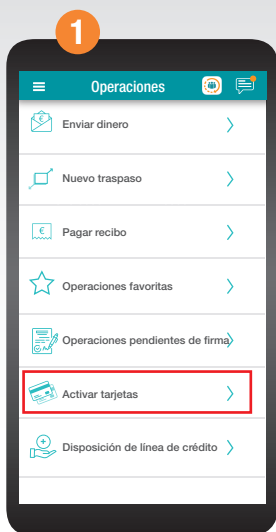 1
Operaciones
Enviar dinero
Nuevo traspaso
€ Pagar recibo
Operaciones favoritas
Operaciones pendientes de firma
Activar tarjetas
Disposición de línea de crédito